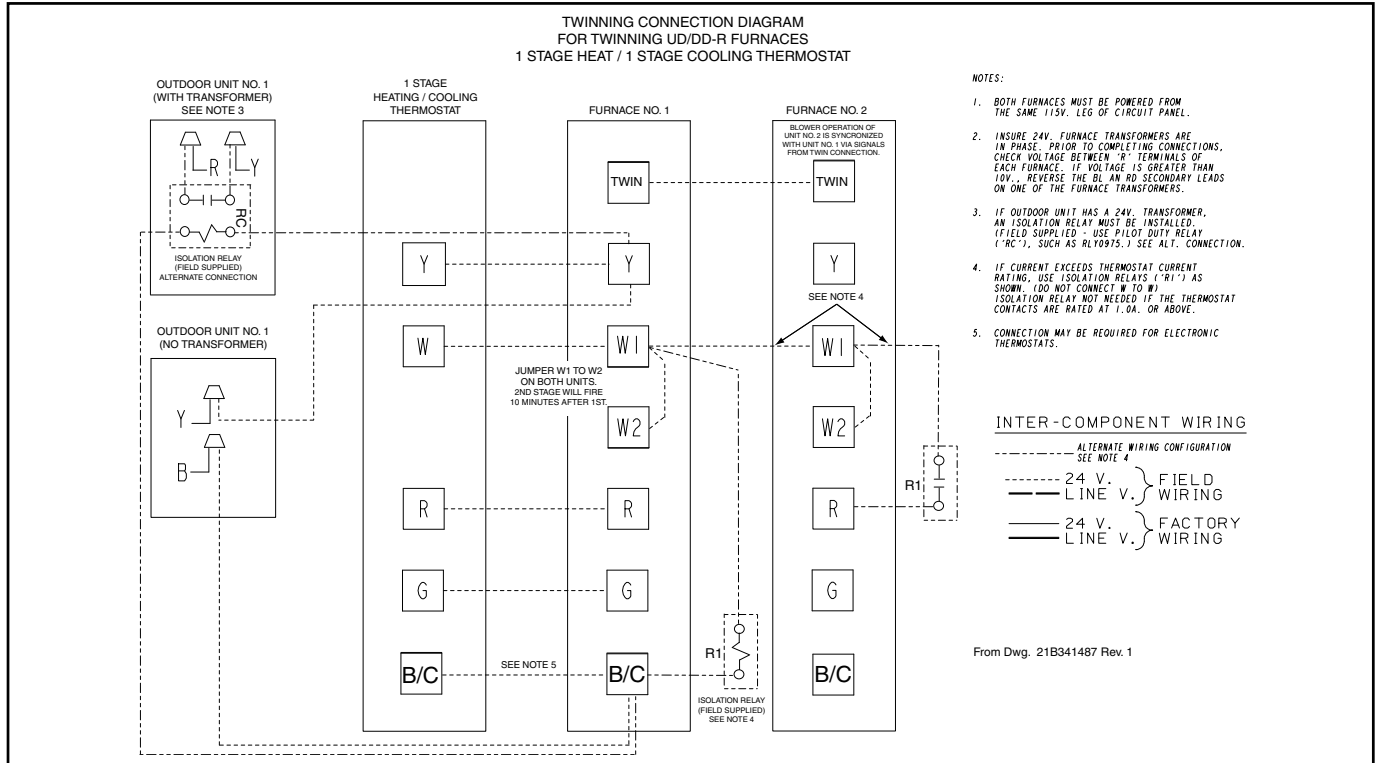 TWINNING CONNECTION DIAGRAM
FOR TWINNING UD/DD-R FURNACES
1 STAGE HEAT / 1 STAGE COOLING THERMOSTAT
OUTDOOR UNIT NO. 1
(WITH TRANSFORMER)
SEE NOTE 3
R
Y
RC
ISOLATION RELAY
(FIELD SUPPLIED)
ALTERNATE CONNECTION
OUTDOOR UNIT NO. 1
(NO TRANSFORMER)
Y
B
1 STAGE
HEATING / COOLING
THERMOSTAT
Y
W
R
G
B/C
SEE NOTE 5
FURNACE NO. 1
TWIN
Y
W1
JUMPER W1 TO W2
ON BOTH UNITS.
2ND STAGE WILL FIRE
10 MINUTES AFTER 1ST.
W2
R
G
B/C
R1
ISOLATION RELAY
(FIELD SUPPLIED)
SEE NOTE 4
FURNACE NO. 2
BLOWER OPERATION OF
UNIT NO. 2 IS SYNCRONIZED
WITH UNIT NO. 1 VIA SIGNALS
FROM TWIN CONNECTION.
TWIN
Y
SEE NOTE 4
W1
W2
R
G
B/C
R1
NOTES:
1. BOTH FURNACES MUST BE POWERED FROM
THE SAME 115V. LEG OF CIRCUIT PANEL.
2. INSURE 24V. FURNACE TRANSFORMERS ARE
IN PHASE. PRIOR TO COMPLETING CONNECTIONS,
CHECK VOLTAGE BETWEEN 'R' TERMINALS OF
EACH FURNACE. IF VOLTAGE IS GREATER THAN
10V., REVERSE THE BL AN RD SECONDARY LEADS
ON ONE OF THE FURNACE TRANSFORMERS.
3. IF OUTDOOR UNIT HAS A 24V. TRANSFORMER,
AN ISOLATION RELAY MUST BE INSTALLED.
(FIELD SUPPLIED - USE PILOT DUTY RELAY
('RC'), SUCH AS RLY0975.) SEE ALT. CONNECTION.
4. IF CURRENT EXCEEDS THERMOSTAT CURRENT
RATING, USE ISOLATION RELAYS ('R1') AS
SHOWN. (DO NOT CONNECT W TO W)
ISOLATION RELAY NOT NEEDED IF THE THERMOSTAT
CONTACTS ARE RATED AT 1.0A. OR ABOVE.
5. CONNECTION MAY BE REQUIRED FOR ELECTRONIC
THERMOSTATS.
INTER-COMPONENT WIRING
ALTERNATE WIRING CONFIGURATION
SEE NOTE 4
24 V. FIELD
LINE V. WIRING
24 V. FACTORY
LINE V. WIRING
From Dwg. 21B341487 Rev. 1